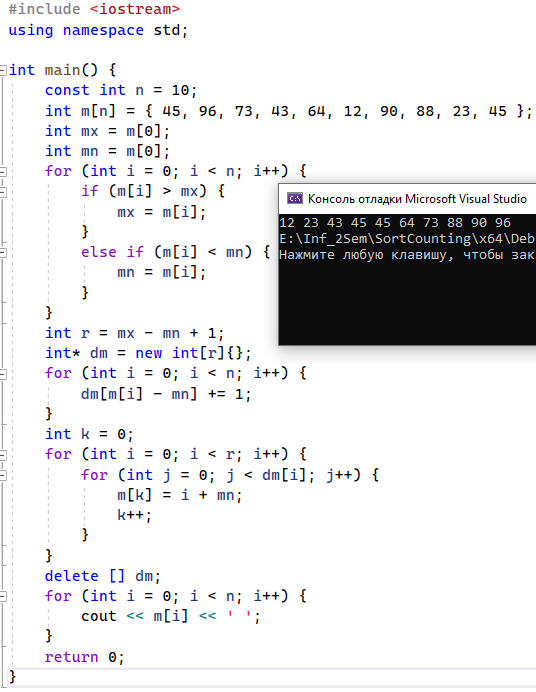 #include <iostream>
using namespace std;
int main() {
const int n = 10;
int m[n] = { 45, 96, 73, 43, 64, 12, 90, 88, 23, 45 };
int mx = m[0];
int mn = m[0];
for (int i = 0; i < n; i++) {
if (m[i] > mx) {
mx = m[i];
}
else if (m[i] < mn) {
mn = m[i];
}
}
int r = mx - mn + 1;
int* dm = new int[r]{};
for (int i = 0; i < n; i++) {
dm[m[i] - mn] += 1;
}
int k = 0;
for (int i = 0; i < r; i++) {
for (int j = 0; j < dm[i]; j++) {
m[k] = i + mn;
k++;
}
}
delete [] dm;
for (int i = 0; i < n; i++) {
cout << m[i] << ' ';
}
return 0;
}
Консоль отладки Microsoft Visual Studio
12 23 43 45 45 64 73 88 90 96
E:\Inf_2Sem\SortCounting\x64\Deb
Нажмите любую клавишу, чтобы зак